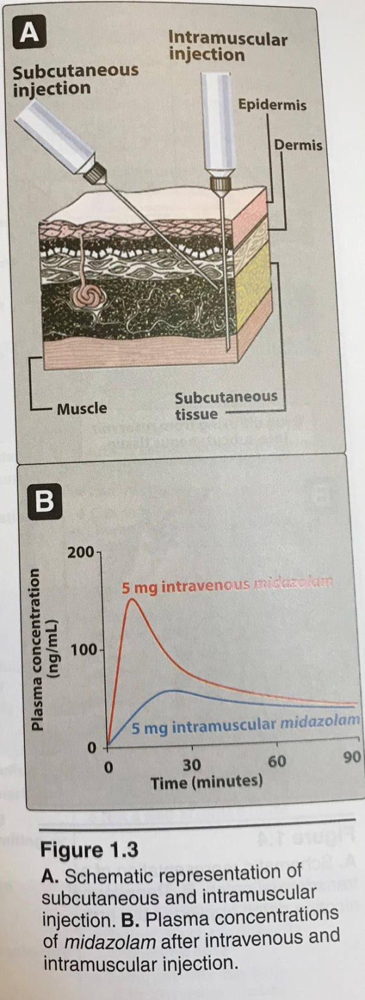 A
Intramuscular
injection
Subcutaneous
injection
Epidermis
Dermis
Subcutaneous
tissue
Muscle
B
Plasma concentration
(ng/mL)
200
5 mg intravenous midazolam
100
5 mg intramuscular midazolam
0
0
30
60
90
Time (minutes)
Figure 1.3
A. Schematic representation of
subcutaneous and intramuscular
injection. B. Plasma concentrations
of midazolam after intravenous and
intramuscular injection.